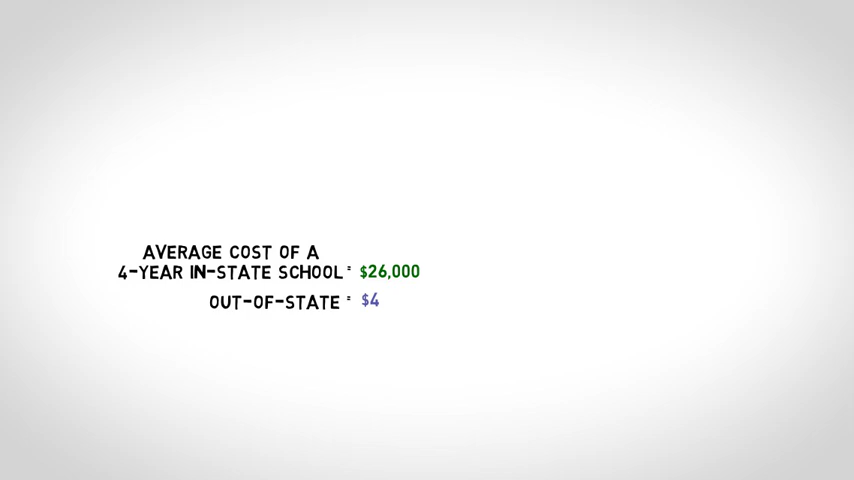 AVERAGE COST OF A
4-YEAR IN-STATE SCHOOL = $26,000
OUT-OF-STATE = $4